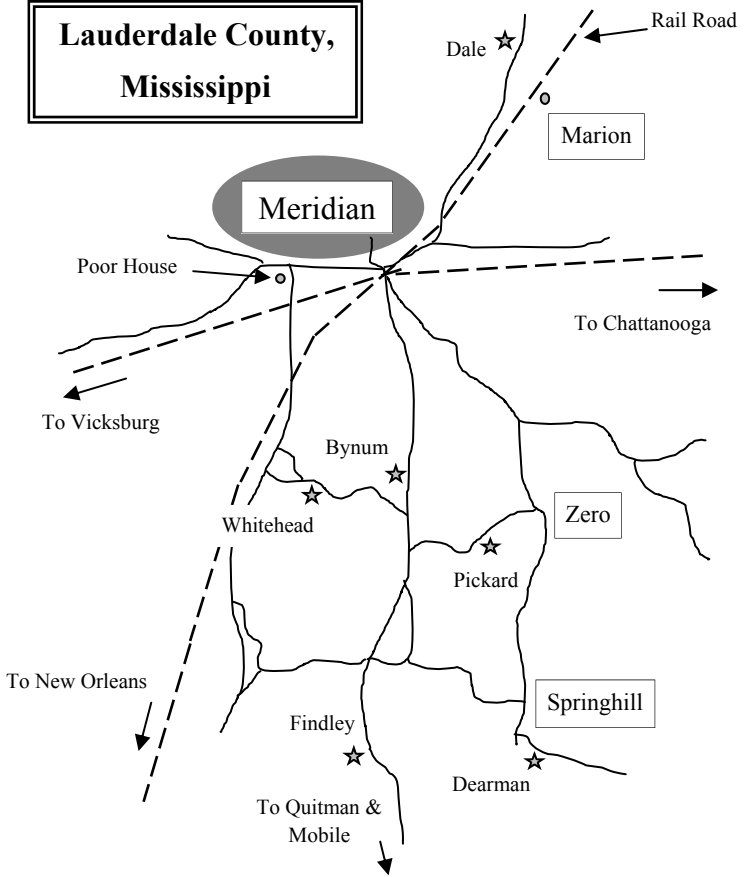 Lauderdale County,
Mississippi
Rail Road
Dale
Marion
Meridian
Poor House
To Chattanooga
To Vicksburg
Bynum
Whitehead
Zero
Pickard
To New Orleans
Springhill
Findley
Dearman
To Quitman &
Mobile